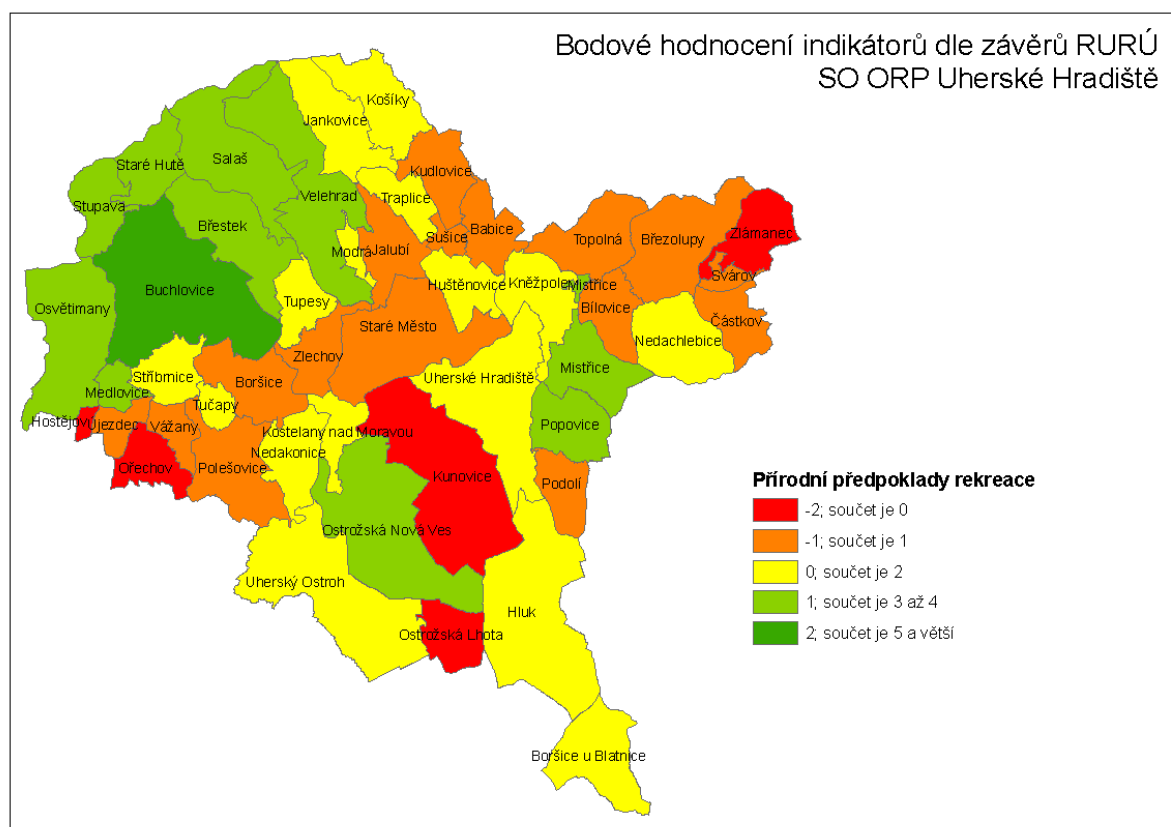 Bodové hodnocení indikátorů dle závěrů RURÚ
SO ORP Uherské Hradiště
Košíky
Jankovice
Staré Hutě
Salaš
Kudlovice
Velehrad
Traplice
Stupava
Břestek
Babice
Sušice
Topolná
Březolupy
Zlámanec
Modrá
Jalubí
Svárov
Buchlovice
Huštěnovice
Kněžpole
Mistřice
Osvětimany
Tupesy
Bílovice
Částkov
Staré Město
Nedachlebice
Zlechov
Mistřice
Stříbrnice
Boršice
Uherské Hradiště
Medlovice
Tučapy
Hostějov
Újezdec
Vážany
Popovice
Kostelany nad Moravou
Nedakonice
Ořechov
Polešovice
Kunovice
Podolí
Ostrožská Nová Ves
Uherský Ostroh
Hluk
Ostrožská Lhota
Boršice u Blatnice
Přírodní předpoklady rekreace
-2; součet je 0
-1; součet je 1
0; součet je 2
1; součet je 3 až 4
2; součet je 5 a větší